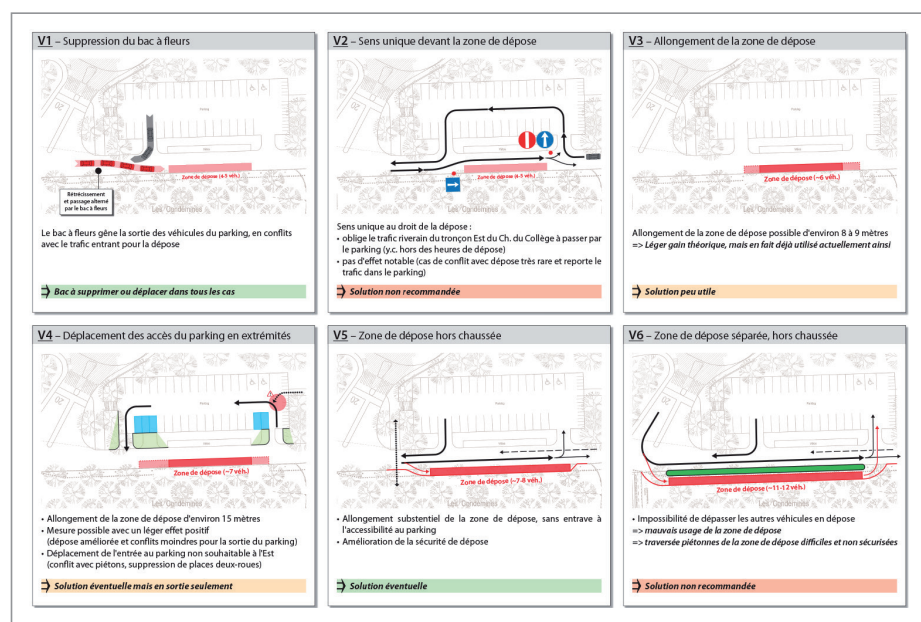 V1 – Suppression du bac à fleurs
Parking
Zone de dépose (4-5 véh.)
Rétrécissement
et passage alterné
par le bac à fleurs
Les Condémines
Le bac à fleurs gêne la sortie des véhicules du parking, en conflits
avec le trafic entrant pour la dépose
Bac à supprimer ou déplacer dans tous les cas
V2 – Sens unique devant la zone de dépose
Parking
Zone de dépose (4-5 véh.)
Les Condémines
Sens unique au droit de la dépose :
• oblige le trafic riverain du tronçon Est du Ch. du Collège à passer par
le parking (y.c. hors des heures de dépose)
• pas d'effet notable (cas de conflit avec dépose très rare et reporte le
trafic dans le parking)
Solution non recommandée
V3 – Allongement de la zone de dépose
Parking
Zone de dépose (~6 véh.)
Les Condémines
Allongement de la zone de dépose possible d'environ 8 à 9 mètres
=> Léger gain théorique, mais en fait déjà utilisé actuellement ainsi
Solution peu utile
V4 – Déplacement des accès du parking en extrémités
Parking
Zone de dépose (~7 véh.)
Les Condémines
• Allongement de la zone de dépose d'environ 15 mètres
• Mesure possible avec un léger effet positif
(dépose améliorée et conflits moindres pour la sortie du parking)
• Déplacement de l'entrée au parking non souhaitable à l'Est
(conflit avec piétons, suppression de places deux-roues)
Solution éventuelle mais en sortie seulement
V5 – Zone de dépose hors chaussée
Parking
Zone de dépose (~7-8 véh.)
Les Condémines
• Allongement substentiel de la zone de dépose, sans entrave à
l'accessibilité au parking
• Amélioration de la sécurité de dépose
Solution éventuelle
V6 – Zone de dépose séparée, hors chaussée
Parking
Zone de dépose (~11-12 véh.)
Les Condémines
• Impossibilité de dépasser les autres véhicules en dépose
=> mauvais usage de la zone de dépose
=> traversée piétonnes de la zone de dépose difficiles et non sécurisées
Solution non recommandée